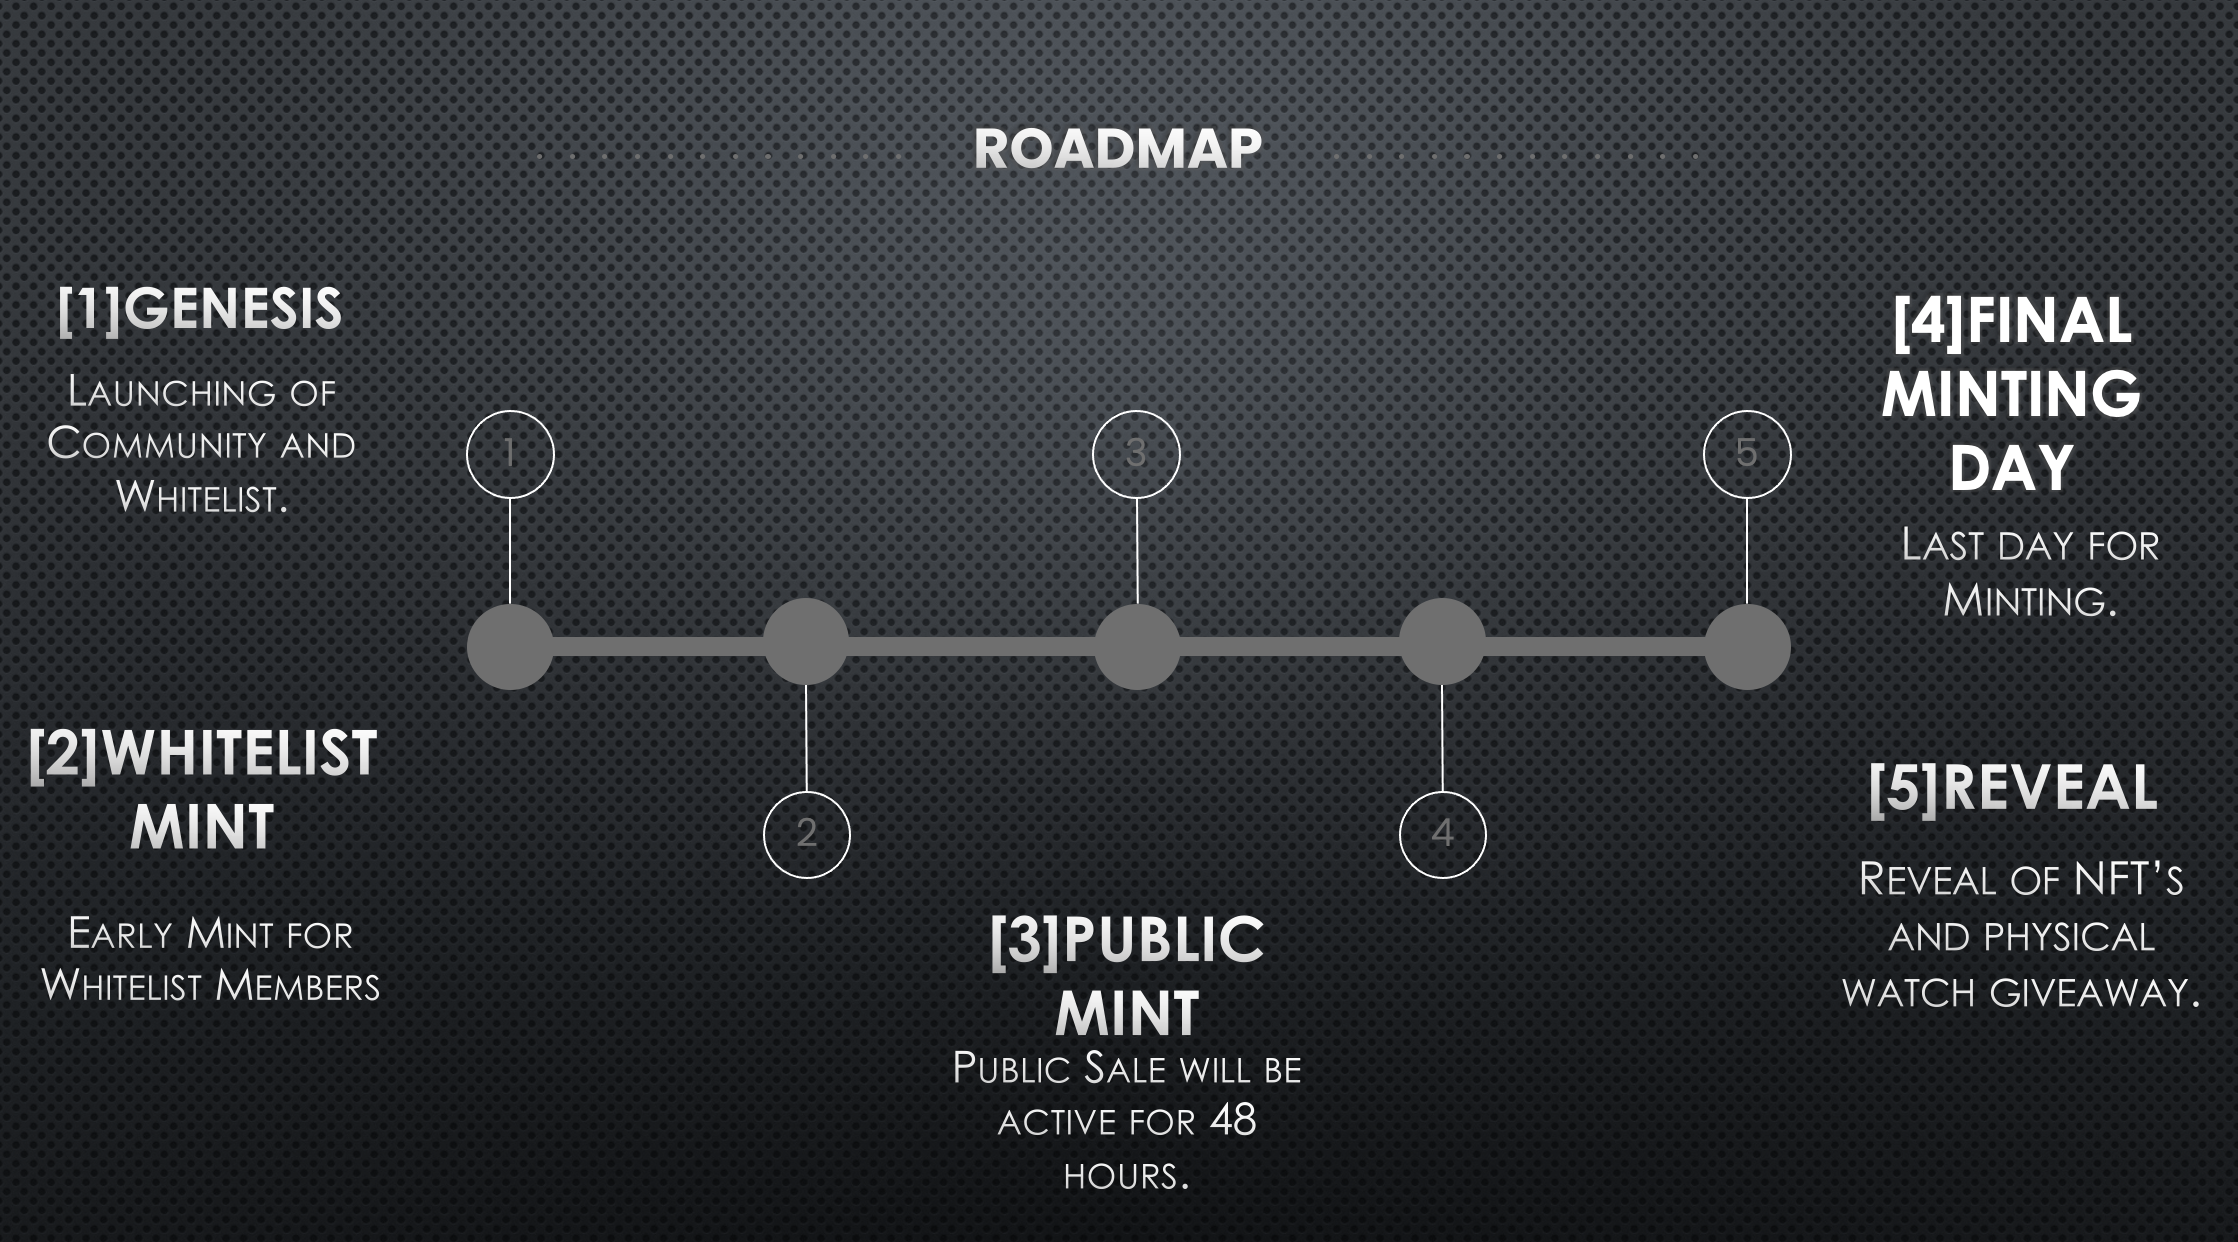 ROADMAP
[1]GENESIS
Launching of
Community and
Whitelist.
[2]WHITELIST
MINT
Early Mint for
Whitelist Members
1
2
3
4
5
[3]PUBLIC
MINT
Public Sale will be
active for 48
hours.
[4]FINAL
MINTING
DAY
Last day for
Minting.
[5]REVEAL
Reveal of NFT’s
and physical
watch giveaway.